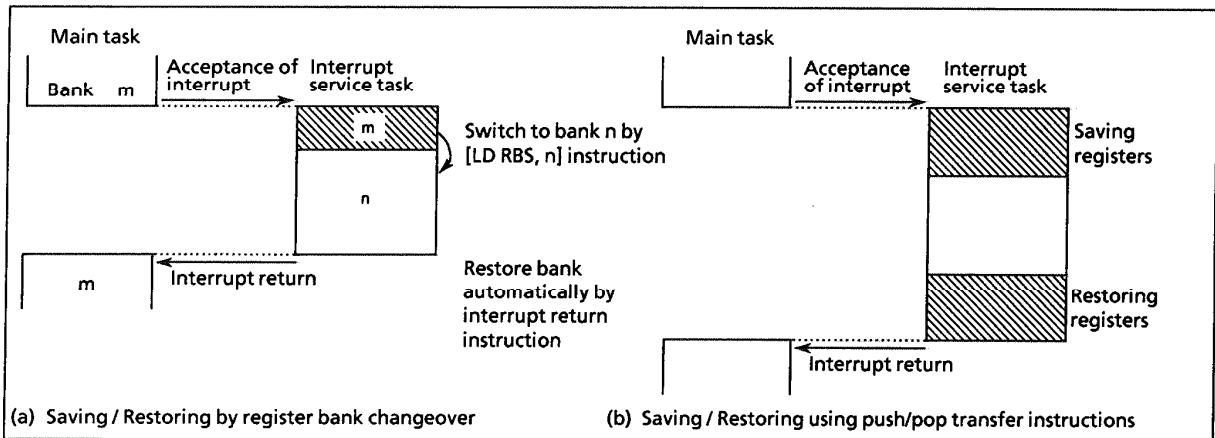 Main task
Bank m
Acceptance of
interrupt
Interrupt
service task
m
Switch to bank n by
[LD RBS, n] instruction
n
Interrupt return
m
Restore bank
automatically by
interrupt return
instruction
(a) Saving / Restoring by register bank changeover
Main task
Acceptance
of interrupt
Interrupt
service task
Saving
registers
Restoring
registers
Interrupt return
(b) Saving / Restoring using push/pop transfer instructions